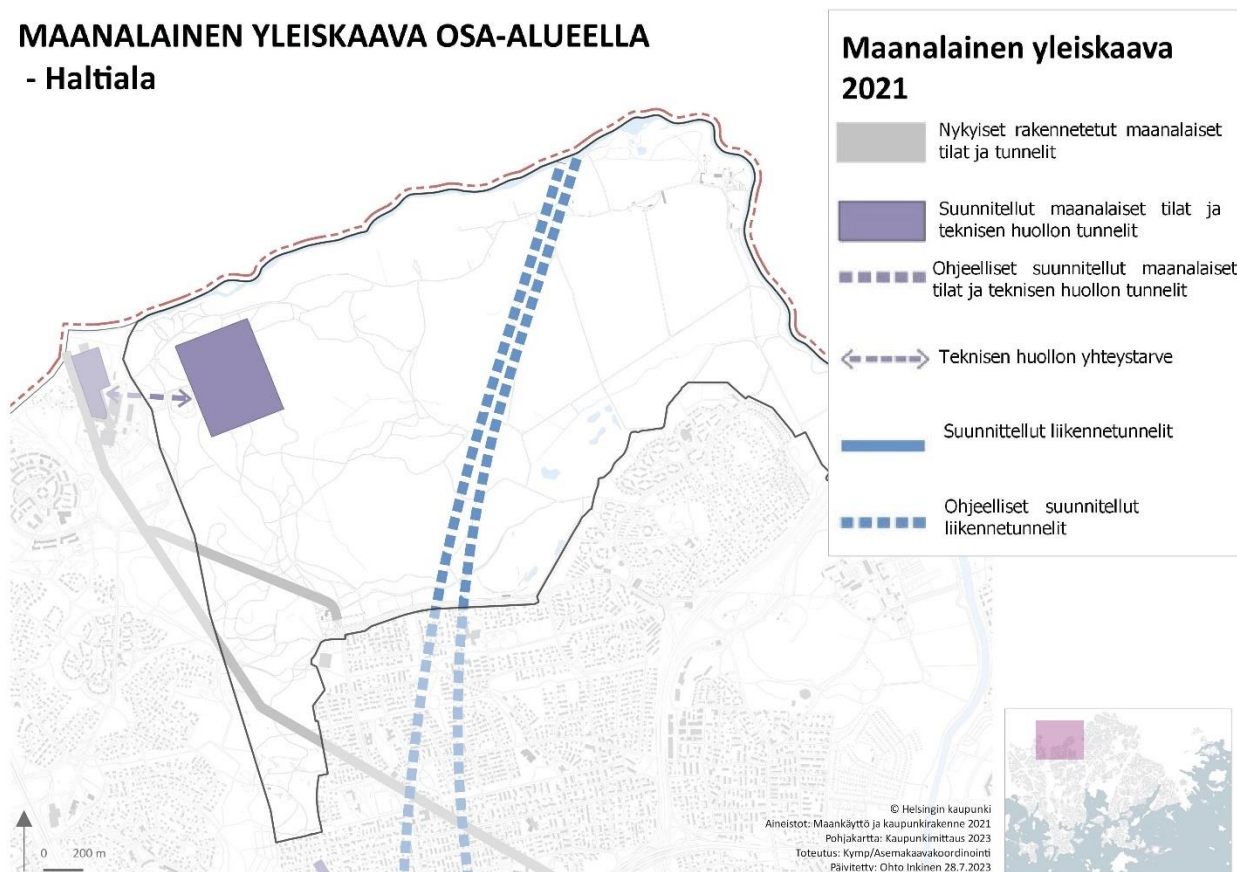 MAANALAINEN YLEISKAAVA OSA-ALUEELLA
- Haltiala
Maanalainen yleiskaava
2021
Nykyiset rakennetetut maanalaiset
tilat ja tunnelit
Suunnitellut maanalaiset tilat ja
teknisen huollon tunnelit
Ohjeelliset suunnitellut maanalaiset
tilat ja teknisen huollon tunnelit
Teknisen huollon yhteystarve
Suunnittellut liikennetunnelit
Ohjeelliset suunnitellut
liikennetunnelit
0 200 m
© Helsingin kaupunki
Aineistot: Maankäyttö ja kaupunkirakenne 2021
Pohjakartta: Kaupunkimittaus 2023
Toteutus: Kymp/Asemakaavakoordinointi
Päivitetty: Ohto Inkinen 28.7.2023